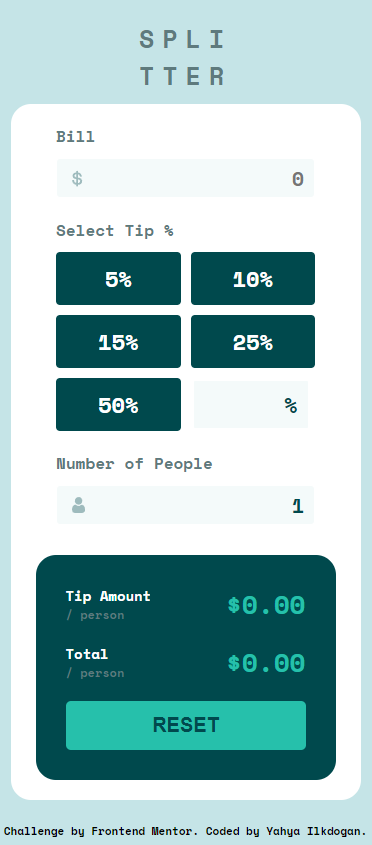 SPLI
TTER
Bill
$ 0
Select Tip %
5% 10%
15% 25%
50% %
Number of People
1
Tip Amount
/ person
$0.00
Total
/ person
$0.00
RESET
Challenge by Frontend Mentor. Coded by Yahya Ilkdogan.